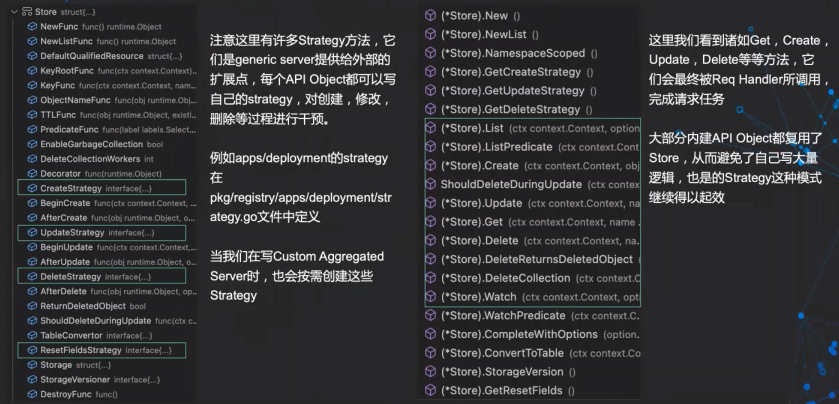 Store struct{...}
NewFunc func() runtime.Object
NewListFunc func() runtime.Object
DefaultQualifiedResource struct{...}
KeyRootFunc func(ctx context.Context)...
KeyFunc func(ctx context.Context, nam...
ObjectNameFunc func(obj runtime.Obj...
TTLFunc func(obj runtime.Object, existi...
PredicateFunc func(label labels.Select...
EnableGarbageCollection bool
DeleteCollectionWorkers int
Decorator func(runtime.Object)
CreateStrategy interface{...}
BeginCreate func(ctx context.Context, ...
AfterCreate func(obj runtime.Object, o...
UpdateStrategy interface{...}
BeginUpdate func(ctx context.Context,...
AfterUpdate func(obj runtime.Object, o...
DeleteStrategy interface{...}
AfterDelete func(obj runtime.Object, op...
ReturnDeletedObject bool
ShouldDeleteDuringUpdate func(ctx c...
TableConvertor interface{...}
ResetFieldsStrategy interface{...}
Storage struct{...}
StorageVersioner interface{...}
DestroyFunc func()
注意这里有许多Strategy方法，它
们是generic server提供给外部的
扩展点，每个API Object都可以写
自己的strategy，对创建，修改，
删除等过程进行干预。
例如apps/deployment的strategy
在
pkg/registry/apps/deployment/str
ategy.go文件中定义
当我们在写Custom Aggregated
Server时，也会按需创建这些
Strategy
(*Store).New ()
(*Store).NewList ()
(*Store).NamespaceScoped ()
(*Store).GetCreateStrategy ()
(*Store).GetUpdateStrategy ()
(*Store).GetDeleteStrategy ()
(*Store).List (ctx context.Context, option
(*Store).ListPredicate (ctx context.Cont
(*Store).Create (ctx context.Context, obj
ShouldDeleteDuringUpdate (ctx contex
(*Store).Update (ctx context.Context, na
(*Store).Get (ctx context.Context, name .
(*Store).Delete (ctx context.Context, na.
(*Store).DeleteReturnsDeletedObject (
(*Store).DeleteCollection (ctx context.C
(*Store).Watch (ctx context.Context, opt
(*Store).WatchPredicate (ctx context.C.
(*Store).CompleteWithOptions (option.
(*Store).ConvertToTable (ctx context.Co
(*Store).StorageVersion ()
(*Store).GetResetFields ()
这里我们看到诸如Get，Create，
Update，Delete等等方法，它
们会最终被Req Handler所调用，
完成请求任务
大部分内建API Object都复用了
Store，从而避免了自己写大量
逻辑，也是的Strategy这种模式
继续得以起效